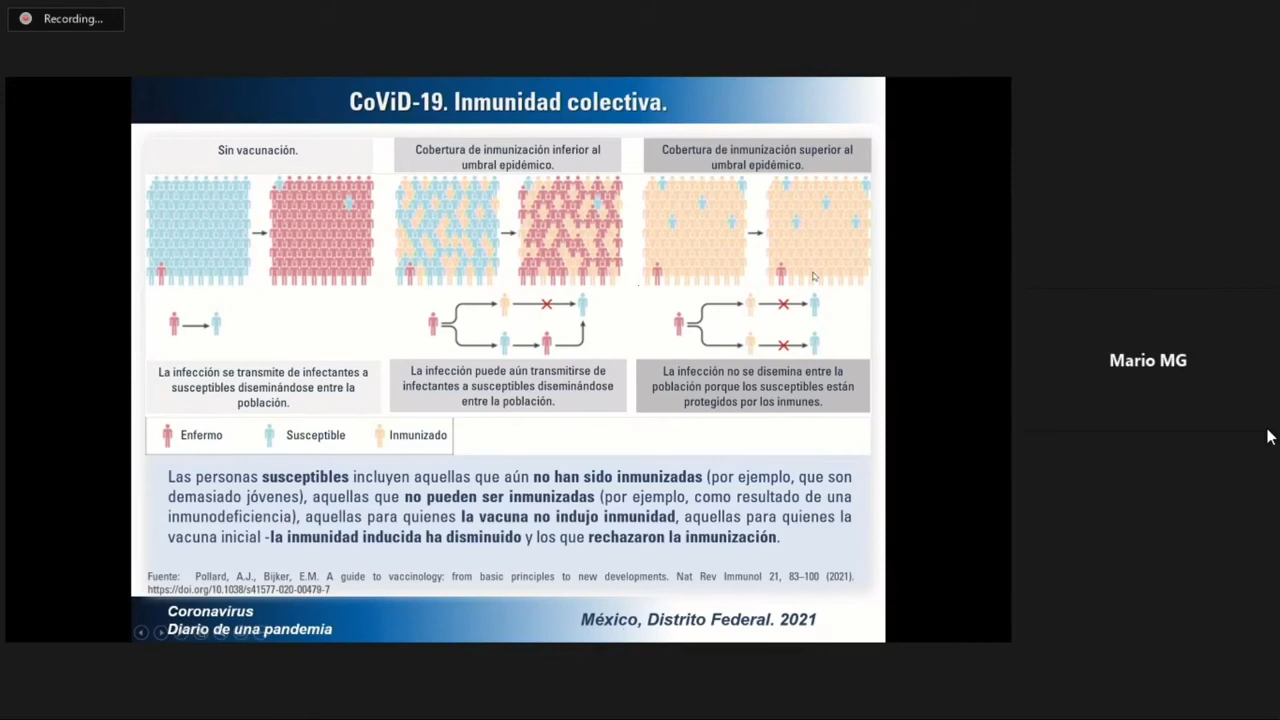 Recording...
CoViD-19. Inmunidad colectiva.
Sin vacunación.
Cobertura de inmunización inferior al
umbral epidémico.
Cobertura de inmunización superior al
umbral epidémico.
La infección se transmite de infectantes a
susceptibles diseminándose entre la
población.
La infección puede aún transmitirse de
infectantes a susceptibles diseminándose
entre la población.
La infección no se disemina entre la
población porque los susceptibles están
protegidos por los inmunes.
Enfermo
Susceptible
Inmunizado
Las personas susceptibles incluyen aquellas que aún no han sido inmunizadas (por ejemplo, que son
demasiado jóvenes), aquellas que no pueden ser inmunizadas (por ejemplo, como resultado de una
inmunodeficiencia), aquellas para quienes la vacuna no indujo inmunidad, aquellas para quienes la
vacuna inicial -la inmunidad inducida ha disminuido y los que rechazaron la inmunización.
Fuente: Pollard, A.J., Bijker, E.M. A guide to vaccinology: from basic principles to new developments. Nat Rev Immunol 21, 83–100 (2021).
https://doi.org/10.1038/s41577-020-00479-7
Coronavirus
Diario de una pandemia
México, Distrito Federal. 2021
Mario MG